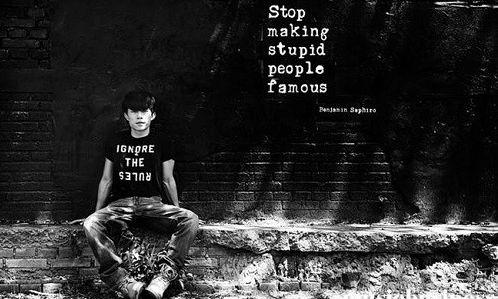 Stop
making
stupid
people
famous
Benjamin Saphiro
IGNORE
THE
RULES